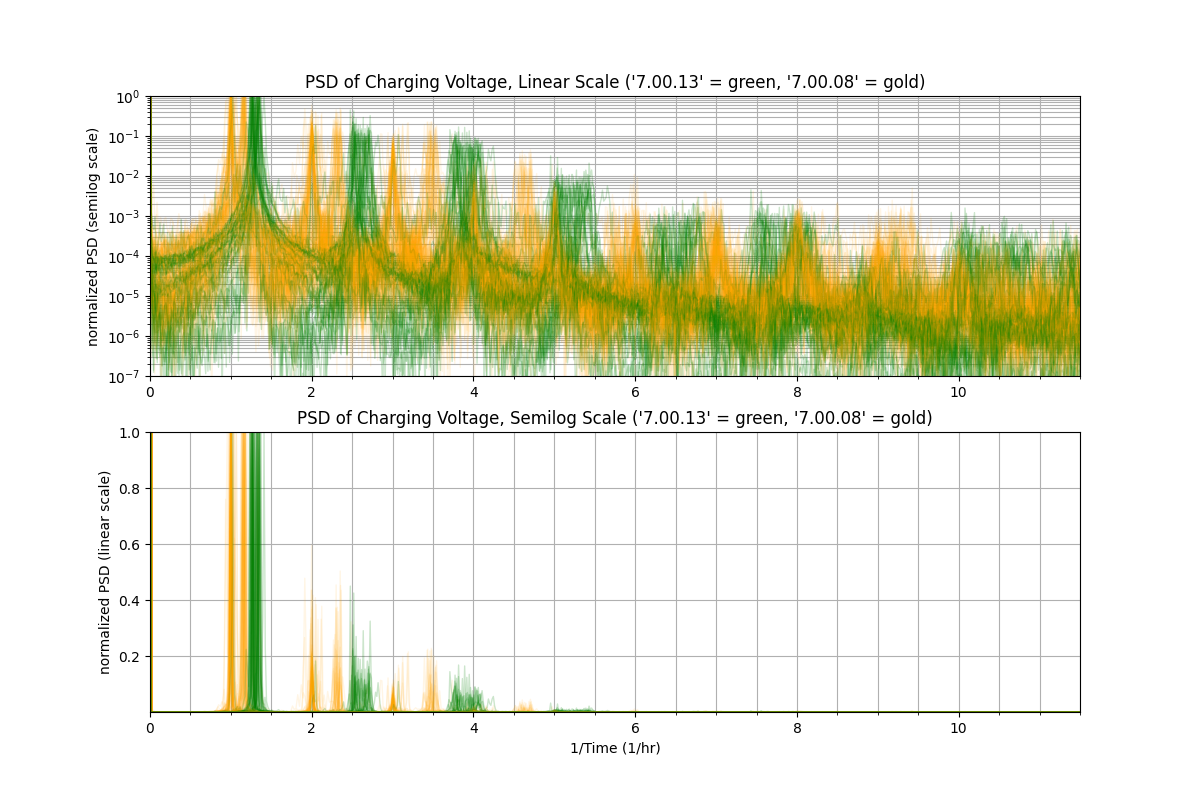 PSD of Charging Voltage, Linear Scale ('7.00.13' = green, '7.00.08' = gold)
normalized PSD (semilog scale)
10^0
10^-1
10^-2
10^-3
10^-4
10^-5
10^-6
10^-7
0 2 4 6 8 10
PSD of Charging Voltage, Semilog Scale ('7.00.13' = green, '7.00.08' = gold)
normalized PSD (linear scale)
1.0
0.8
0.6
0.4
0.2
0 2 4 6 8 10
1/Time (1/hr)